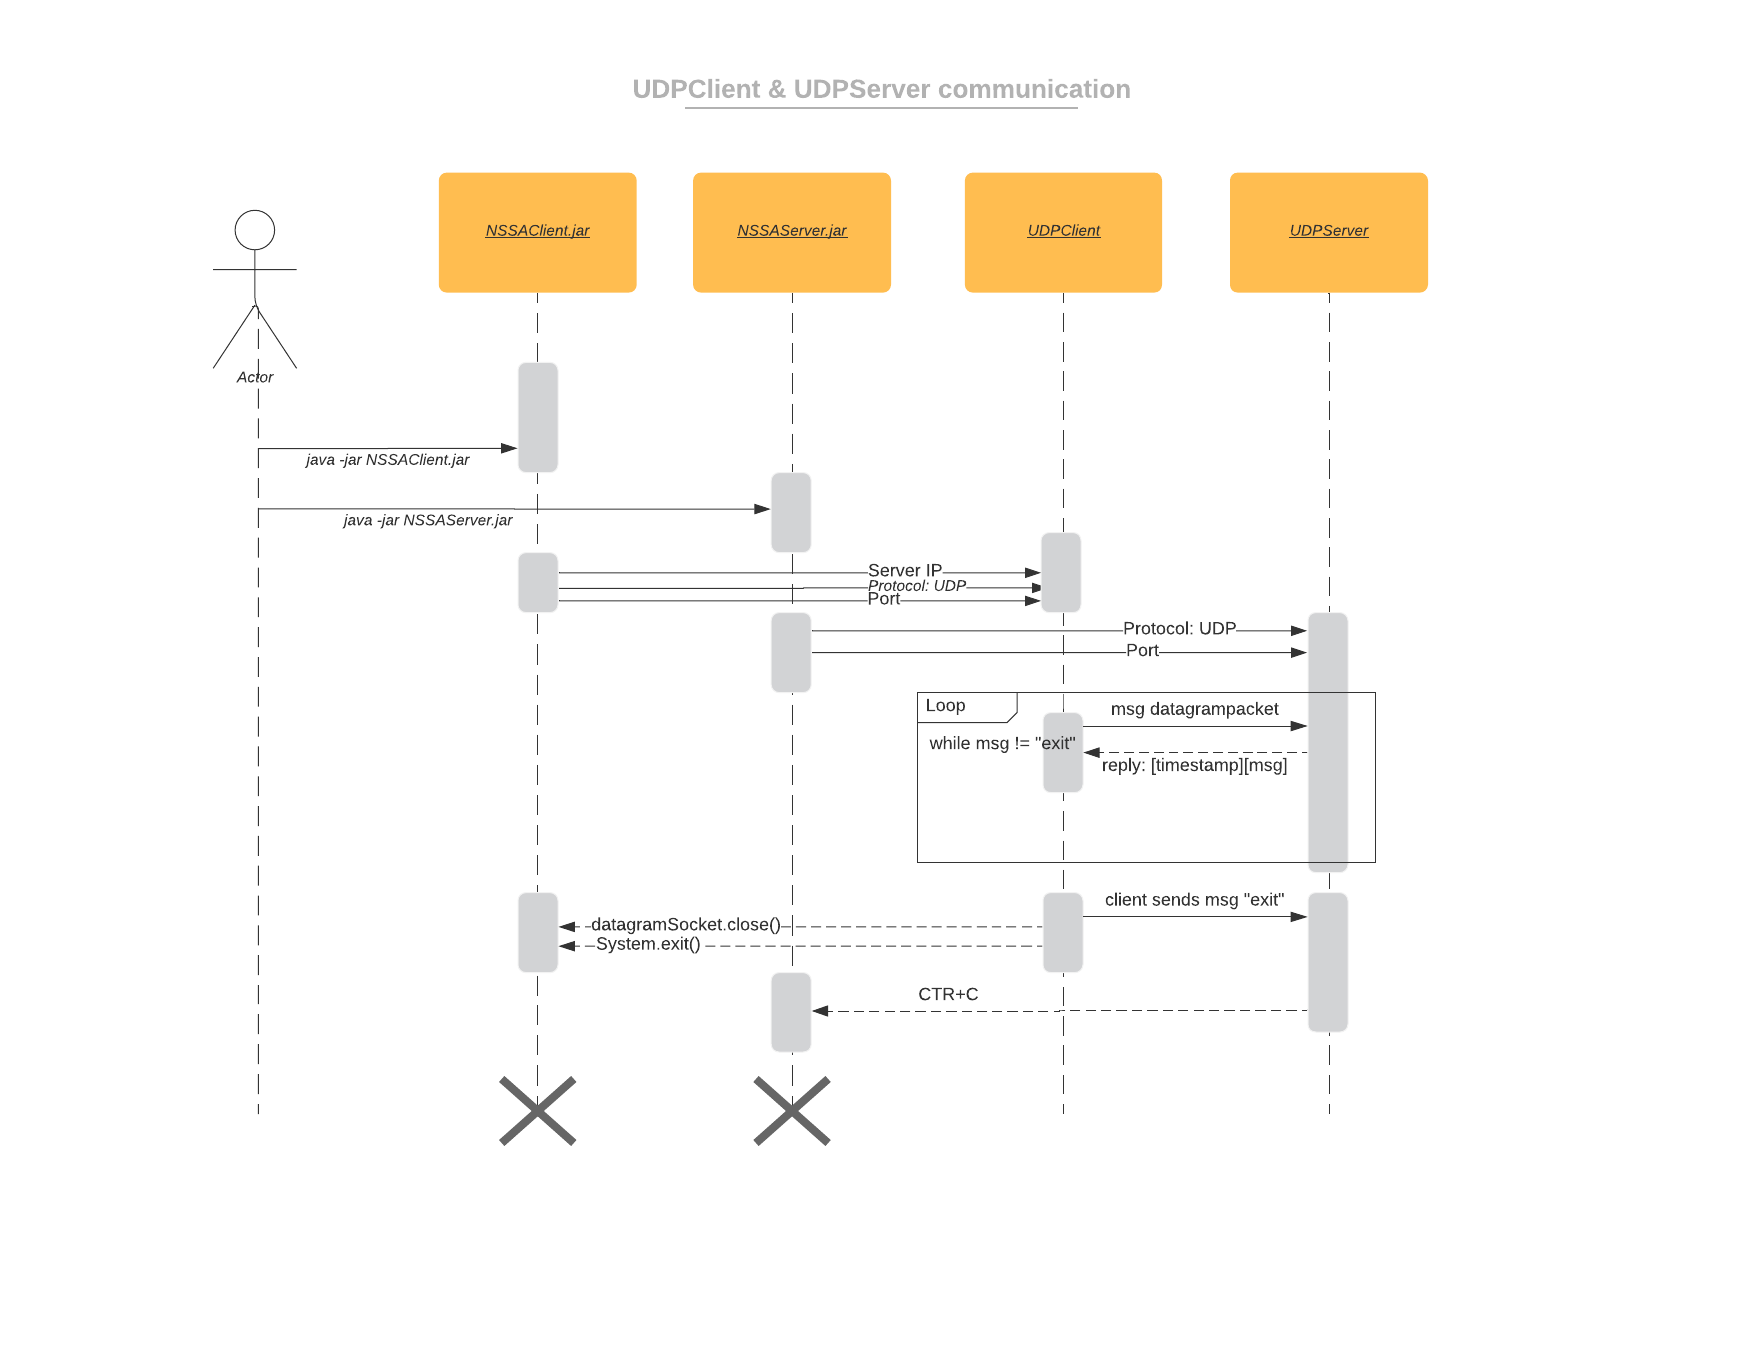 UDPClient & UDPServer communication
NSSAClient.jar
NSSAServer.jar
UDPClient
UDPServer
Actor
java -jar NSSAClient.jar
java -jar NSSAServer.jar
Server IP
Protocol: UDP
Port
Protocol: UDP
Port
Loop
msg datagrampacket
while msg != "exit"
reply: [timestamp][msg]
client sends msg "exit"
datagramSocket.close()
System.exit()
CTR+C